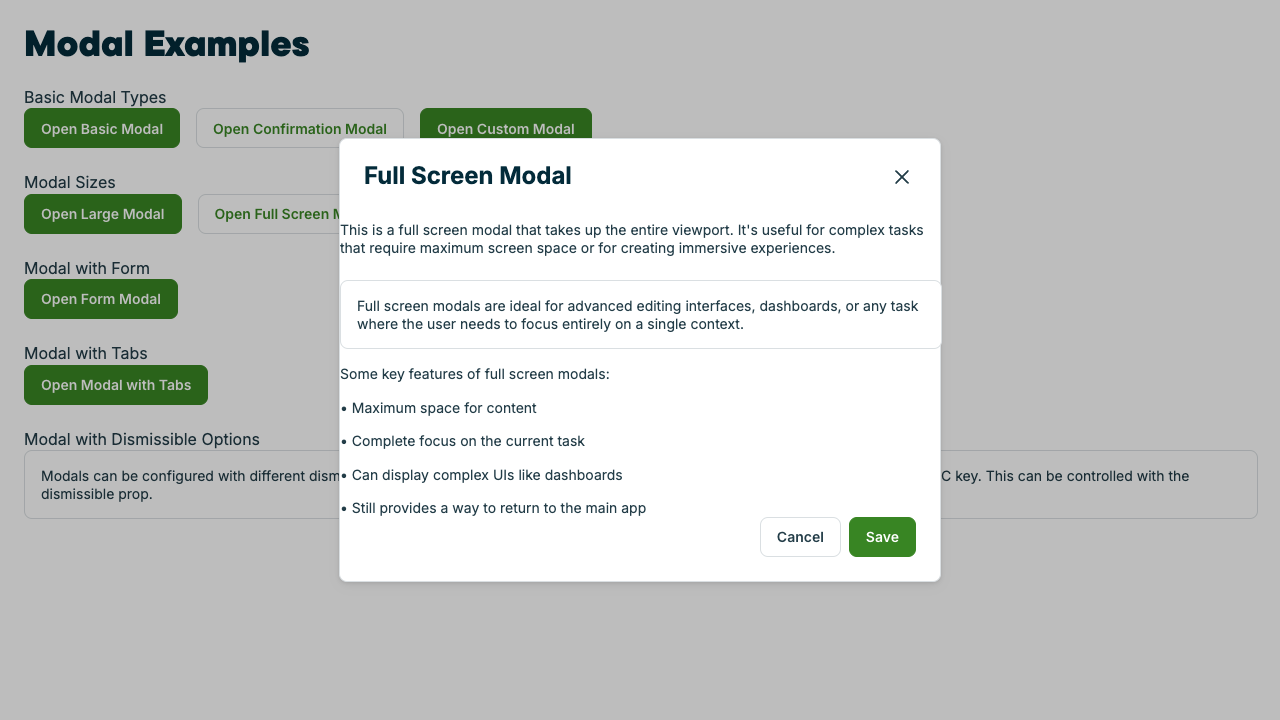 Modal Examples
Basic Modal Types
Open Basic Modal
Open Confirmation Modal
Open Custom Modal
Modal Sizes
Open Large Modal
Open Full Screen
Modal with Form
Open Form Modal
Modal with Tabs
Open Modal with Tabs
Modal with Dismissible Options
Modals can be configured with different
key. This can be controlled with the
dismissible prop.
Full Screen Modal
This is a full screen modal that takes up the entire viewport. It's useful for complex tasks
that require maximum screen space or for creating immersive experiences.
Full screen modals are ideal for advanced editing interfaces, dashboards, or any task
where the user needs to focus entirely on a single context.
Some key features of full screen modals:
• Maximum space for content
• Complete focus on the current task
• Can display complex UIs like dashboards
• Still provides a way to return to the main app
Cancel
Save